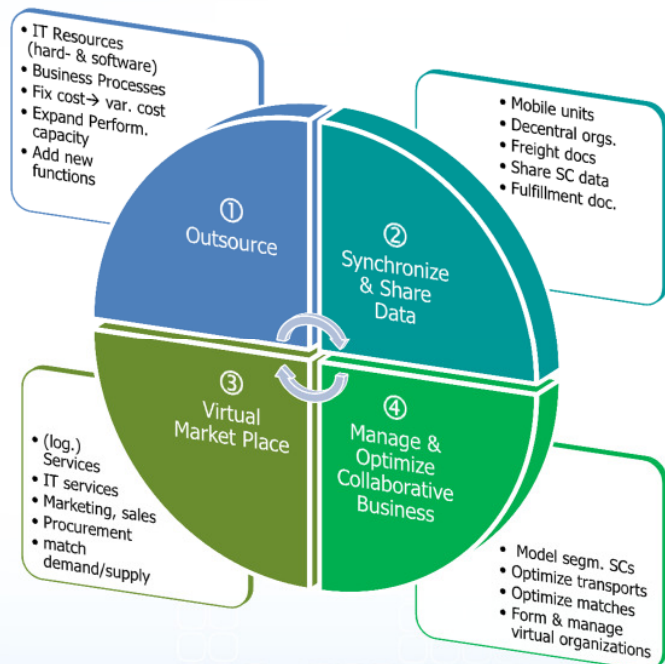 • IT Resources
(hard- & software)
• Business Processes
• Fix cost→ var. cost
• Expand Perform.
capacity
• Add new
functions
①
Outsource
• Mobile units
• Decentral orgs.
• Freight docs
• Share SC data
• Fulfillment doc.
②
Synchronize
& Share
Data
• (log.)
Services
• IT services
• Marketing, sales
• Procurement
• match
demand/supply
③
Virtual
Market Place
④
Manage &
Optimize
Collaborative
Business
• Model segm. SCs
• Optimize transports
• Optimize matches
• Form & manage
virtual organizations